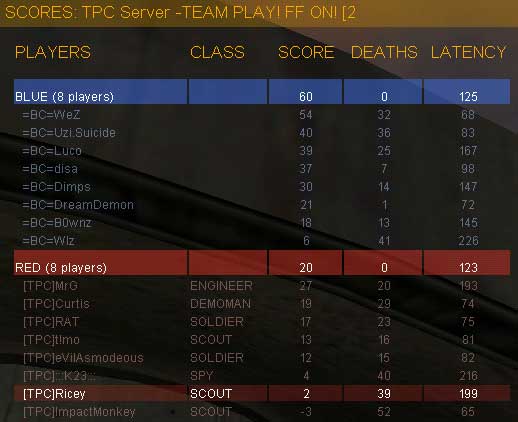 SCORES: TPC Server -TEAM PLAY! FF ON! [2
PLAYERS CLASS SCORE DEATHS LATENCY
BLUE (8 players) 60 0 125
=BC=WeZ 54 32 68
=BC=Uzi.Suicide 40 36 83
=BC=Luco 39 25 167
=BC=disa 37 7 98
=BC=Dimps 30 14 147
=BC=DreamDemon 21 1 72
=BC=B0wnz 18 13 145
=BC=Wlz 6 41 226
RED (8 players) 20 0 123
[TPC]MrG ENGINEER 27 20 193
[TPC]Curtis DEMOMAN 19 29 74
[TPC]RAT SOLDIER 17 23 75
[TPC]t!mo SCOUT 13 16 81
[TPC]eVilAsmodeous SOLDIER 12 15 82
[TPC]:::K23::: SPY 4 40 216
[TPC]Ricey SCOUT 2 39 199
[TPC]!mpactMonkey SCOUT -3 52 65